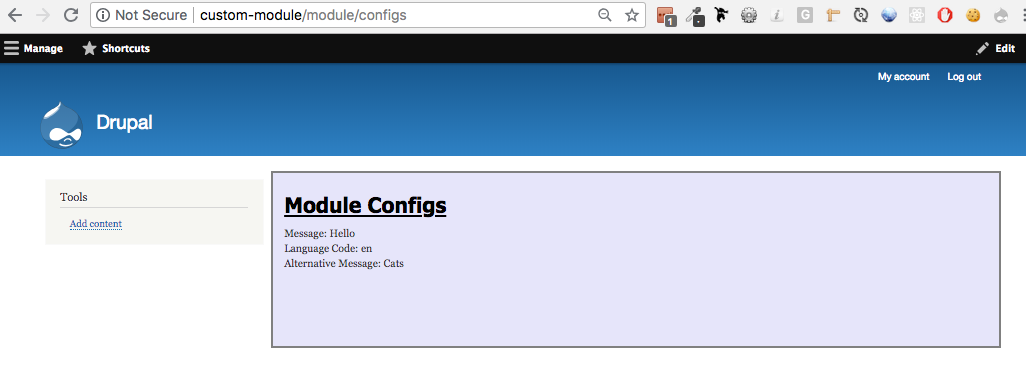 Not Secure | custom-module/module/configs
1
i
G
Manage
Shortcuts
Edit
My account
Log out
Drupal
Tools
Add content
Module Configs
Message: Hello
Language Code: en
Alternative Message: Cats